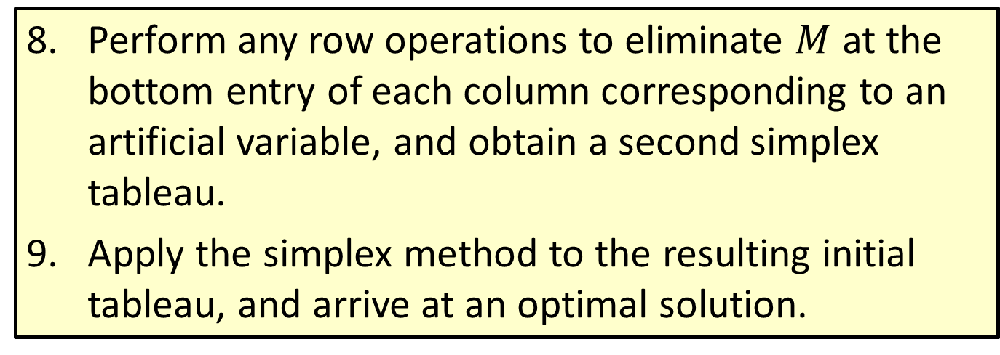 8. Perform any row operations to eliminate M at the
bottom entry of each column corresponding to an
artificial variable, and obtain a second simplex
tableau.
9. Apply the simplex method to the resulting initial
tableau, and arrive at an optimal solution.